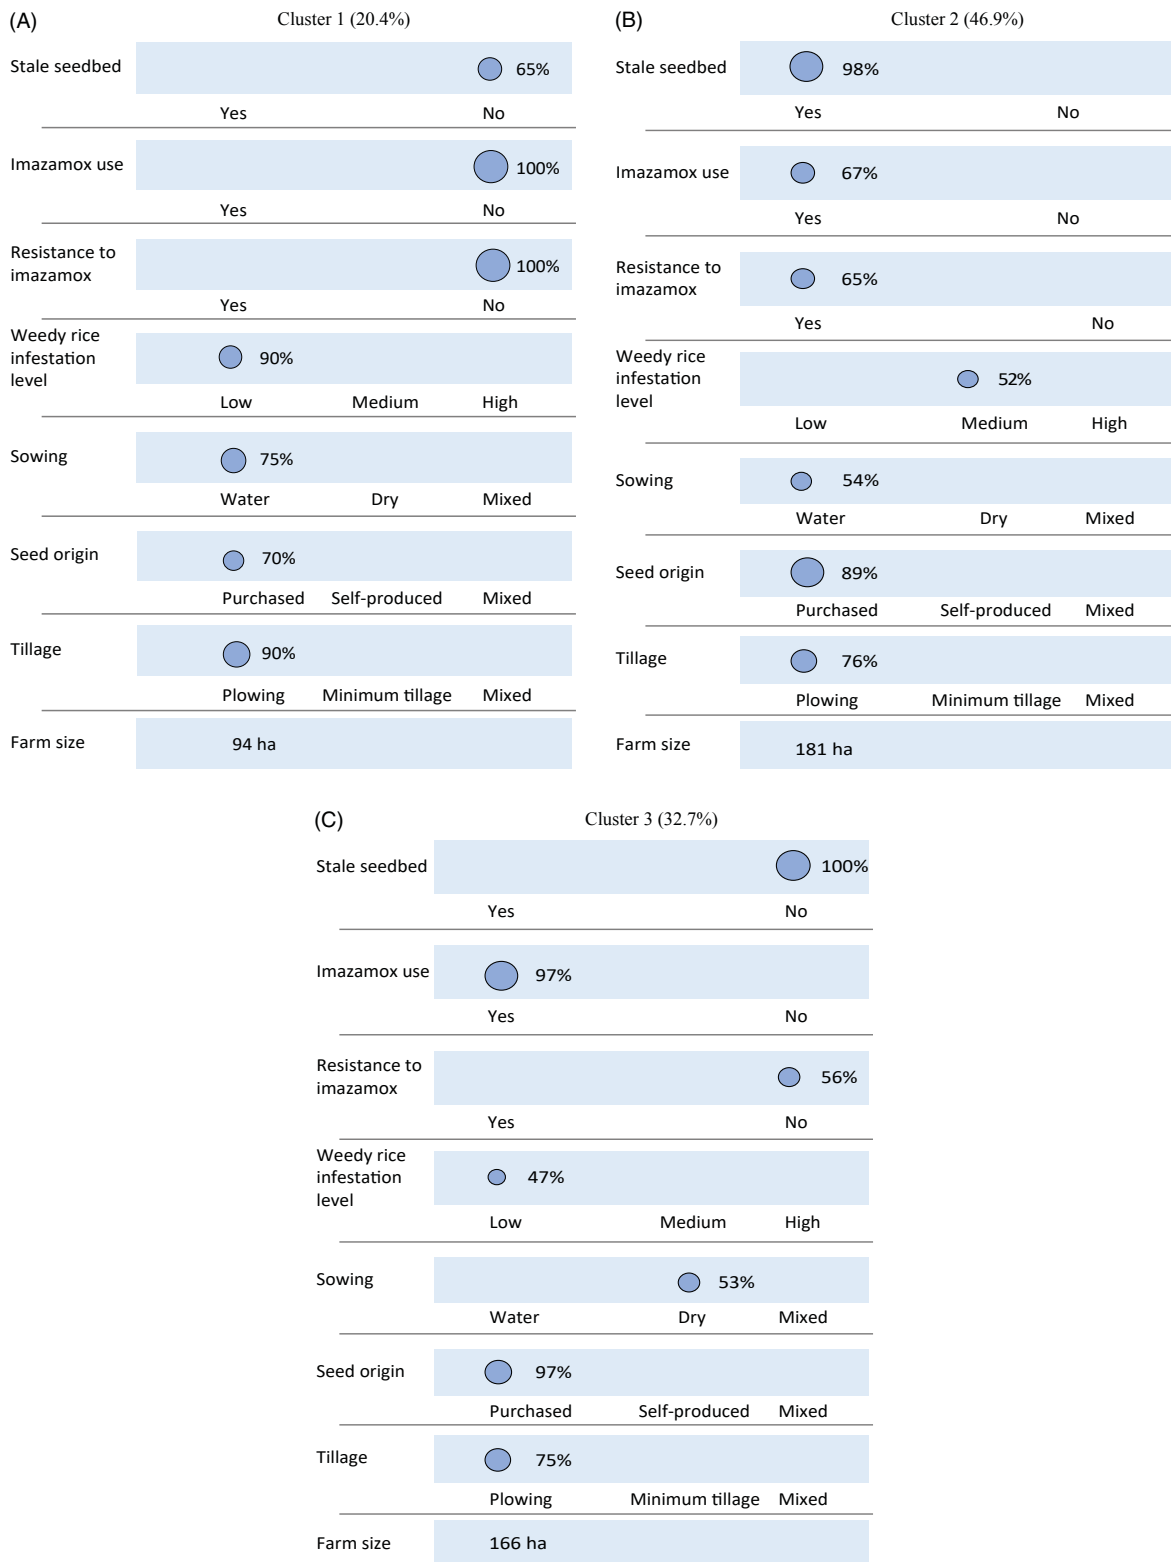 (A)
Cluster 1 (20.4%)
Stale seedbed
65%
Yes No
Imazamox use
100%
Yes No
Resistance to
imazamox
100%
Yes No
Weedy rice
infestation
level
90%
Low Medium High
Sowing
75%
Water Dry Mixed
Seed origin
70%
Purchased Self-produced Mixed
Tillage
90%
Plowing Minimum tillage Mixed
Farm size
94 ha
(B)
Cluster 2 (46.9%)
Stale seedbed
98%
Yes No
Imazamox use
67%
Yes No
Resistance to
imazamox
65%
Yes No
Weedy rice
infestation
level
52%
Low Medium High
Sowing
54%
Water Dry Mixed
Seed origin
89%
Purchased Self-produced Mixed
Tillage
76%
Plowing Minimum tillage Mixed
Farm size
181 ha
(C)
Cluster 3 (32.7%)
Stale seedbed
100%
Yes No
Imazamox use
97%
Yes No
Resistance to
imazamox
56%
Yes No
Weedy rice
infestation
level
47%
Low Medium High
Sowing
53%
Water Dry Mixed
Seed origin
97%
Purchased Self-produced Mixed
Tillage
75%
Plowing Minimum tillage Mixed
Farm size
166 ha